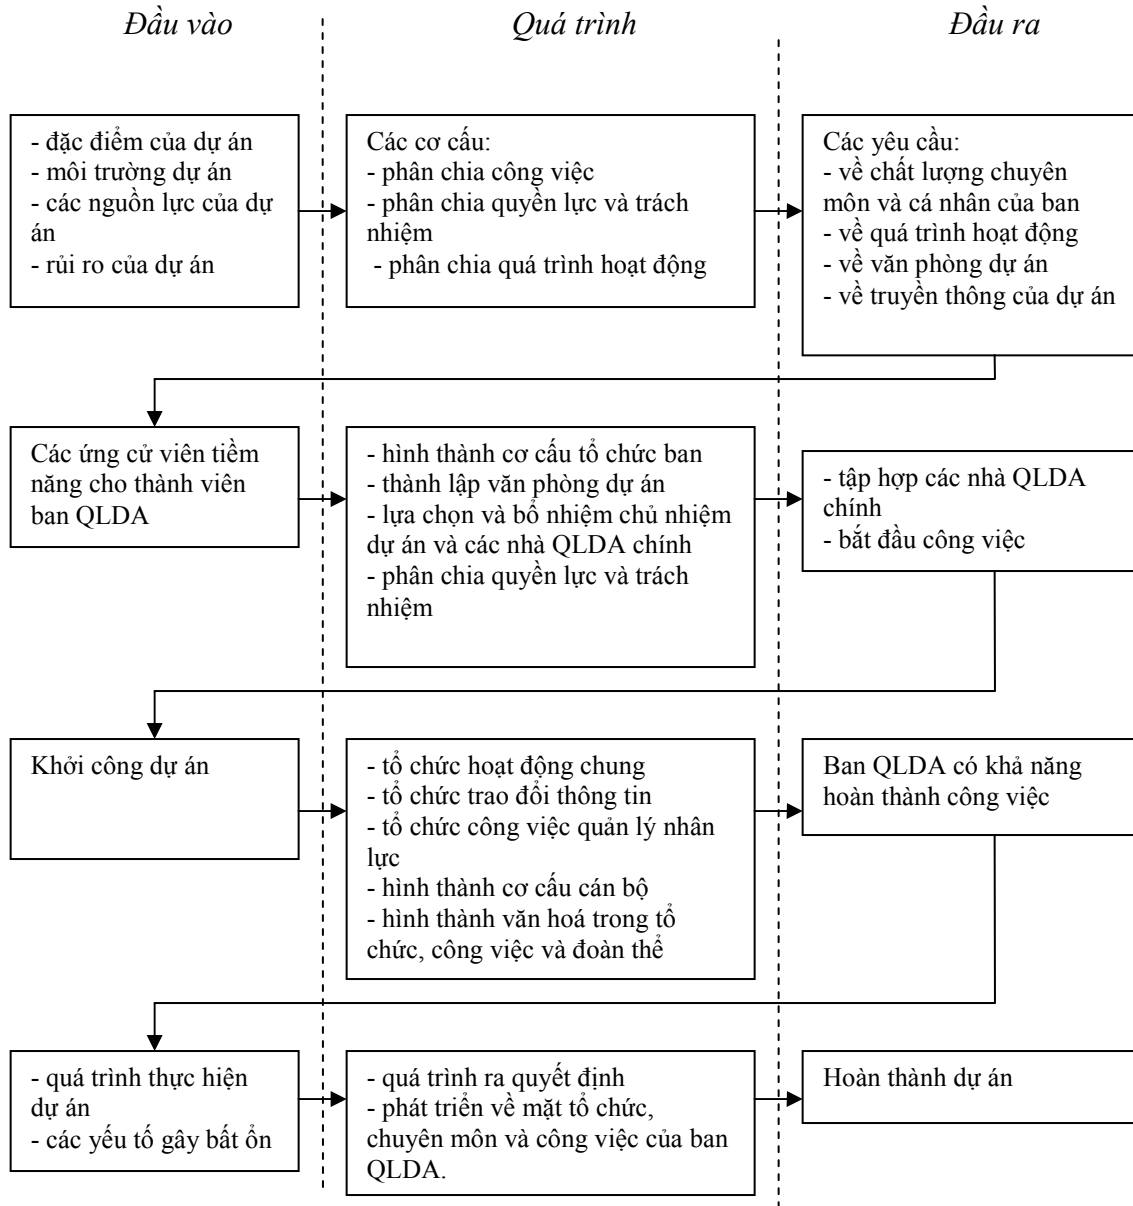 Đầu vào
Quá trình
Đầu ra
- đặc điểm của dự án
- môi trường dự án
- các nguồn lực của dự
án
- rủi ro của dự án
Các cơ cấu:
- phân chia công việc
- phân chia quyền lực và trách
nhiệm
- phân chia quá trình hoạt động
Các yêu cầu:
- về chất lượng chuyên
môn và cá nhân của ban
- về quá trình hoạt động
- về văn phòng dự án
- về truyền thông của dự án
Các ứng cử viên tiềm
năng cho thành viên
ban QLDA
- hình thành cơ cấu tổ chức ban
- thành lập văn phòng dự án
- lựa chọn và bổ nhiệm chủ nhiệm
dự án và các nhà QLDA chính
- phân chia quyền lực và trách
nhiệm
- tập hợp các nhà QLDA
chính
- bắt đầu công việc
Khởi công dự án
- tổ chức hoạt động chung
- tổ chức trao đổi thông tin
- tổ chức công việc quản lý nhân
lực
- hình thành cơ cấu cán bộ
- hình thành văn hoá trong tổ
chức, công việc và đoàn thể
Ban QLDA có khả năng
hoàn thành công việc
- quá trình thực hiện
dự án
- các yếu tố gây bất ổn
- quá trình ra quyết định
- phát triển về mặt tổ chức,
chuyên môn và công việc của ban
QLDA.
Hoàn thành dự án